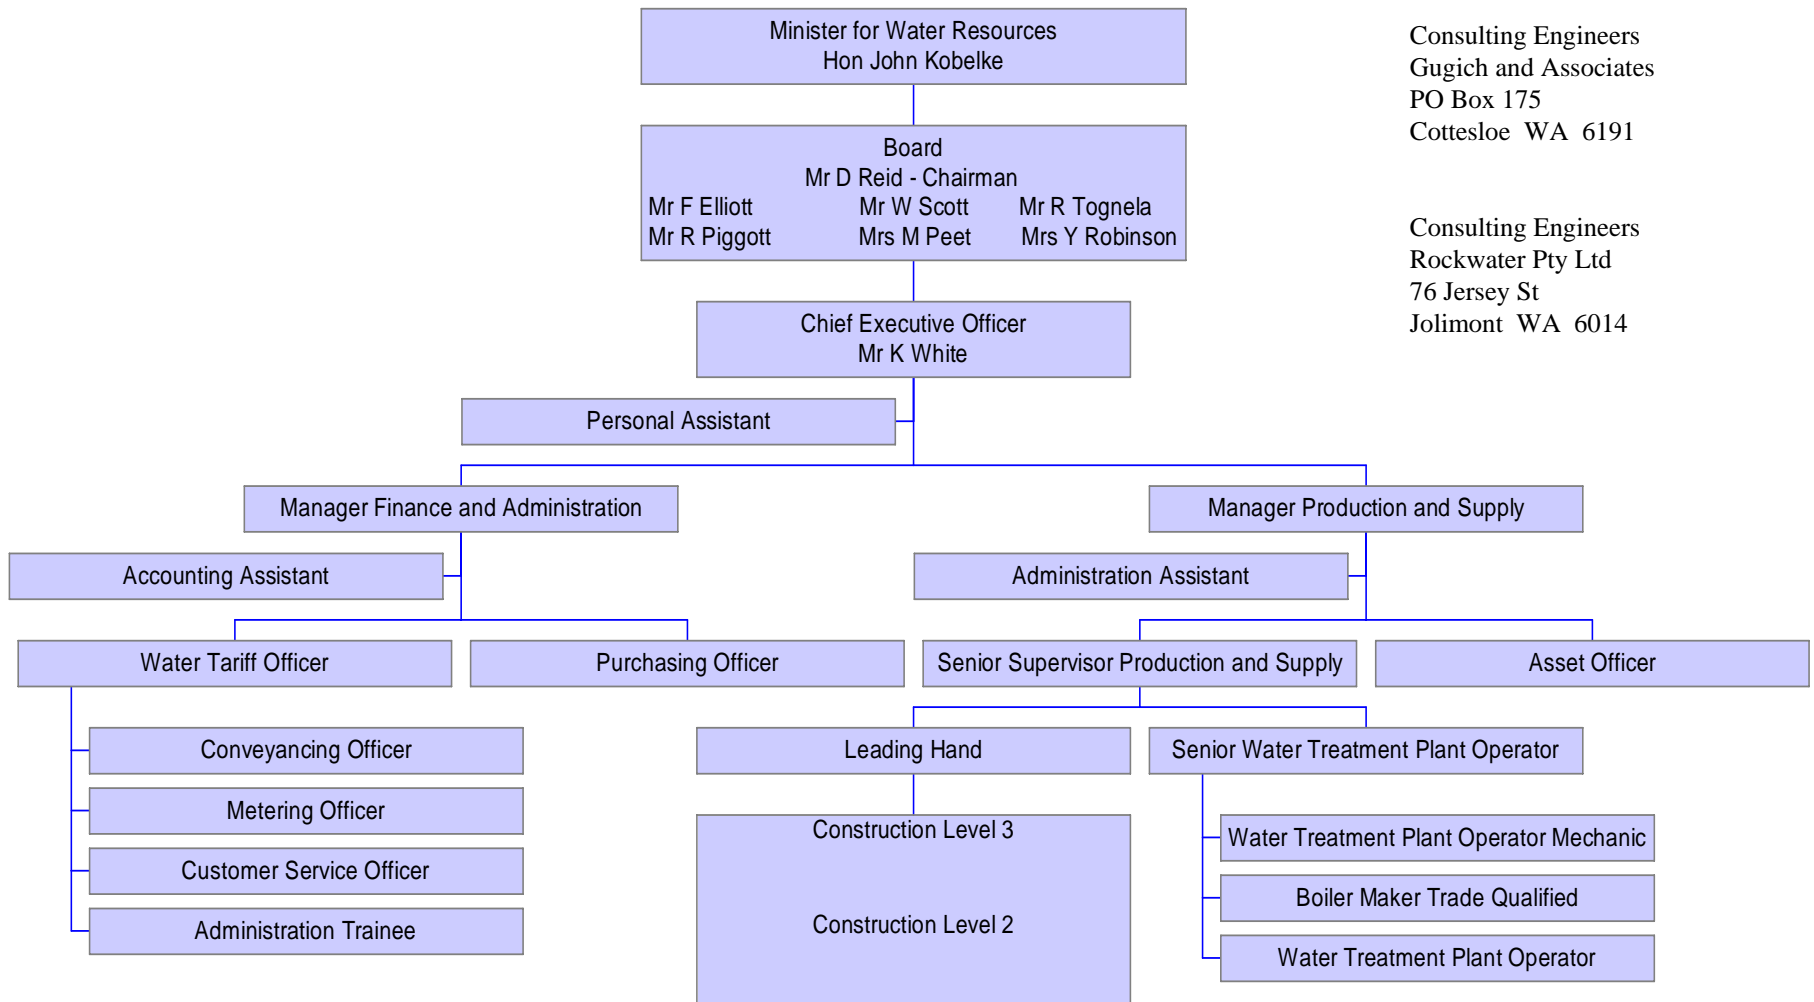 Minister for Water Resources
Hon John Kobelke
Consulting Engineers
Gugich and Associates
PO Box 175
Cottesloe WA 6191
Board
Mr D Reid - Chairman
Mr F Elliott Mr W Scott Mr R Tognela
Mr R Piggott Mrs M Peet Mrs Y Robinson
Consulting Engineers
Rockwater Pty Ltd
76 Jersey St
Jolimont WA 6014
Chief Executive Officer
Mr K White
Personal Assistant
Manager Finance and Administration
Manager Production and Supply
Accounting Assistant
Administration Assistant
Water Tariff Officer
Purchasing Officer
Senior Supervisor Production and Supply
Asset Officer
Conveyancing Officer
Metering Officer
Customer Service Officer
Administration Trainee
Leading Hand
Construction Level 3
Construction Level 2
Senior Water Treatment Plant Operator
Water Treatment Plant Operator Mechanic
Boiler Maker Trade Qualified
Water Treatment Plant Operator